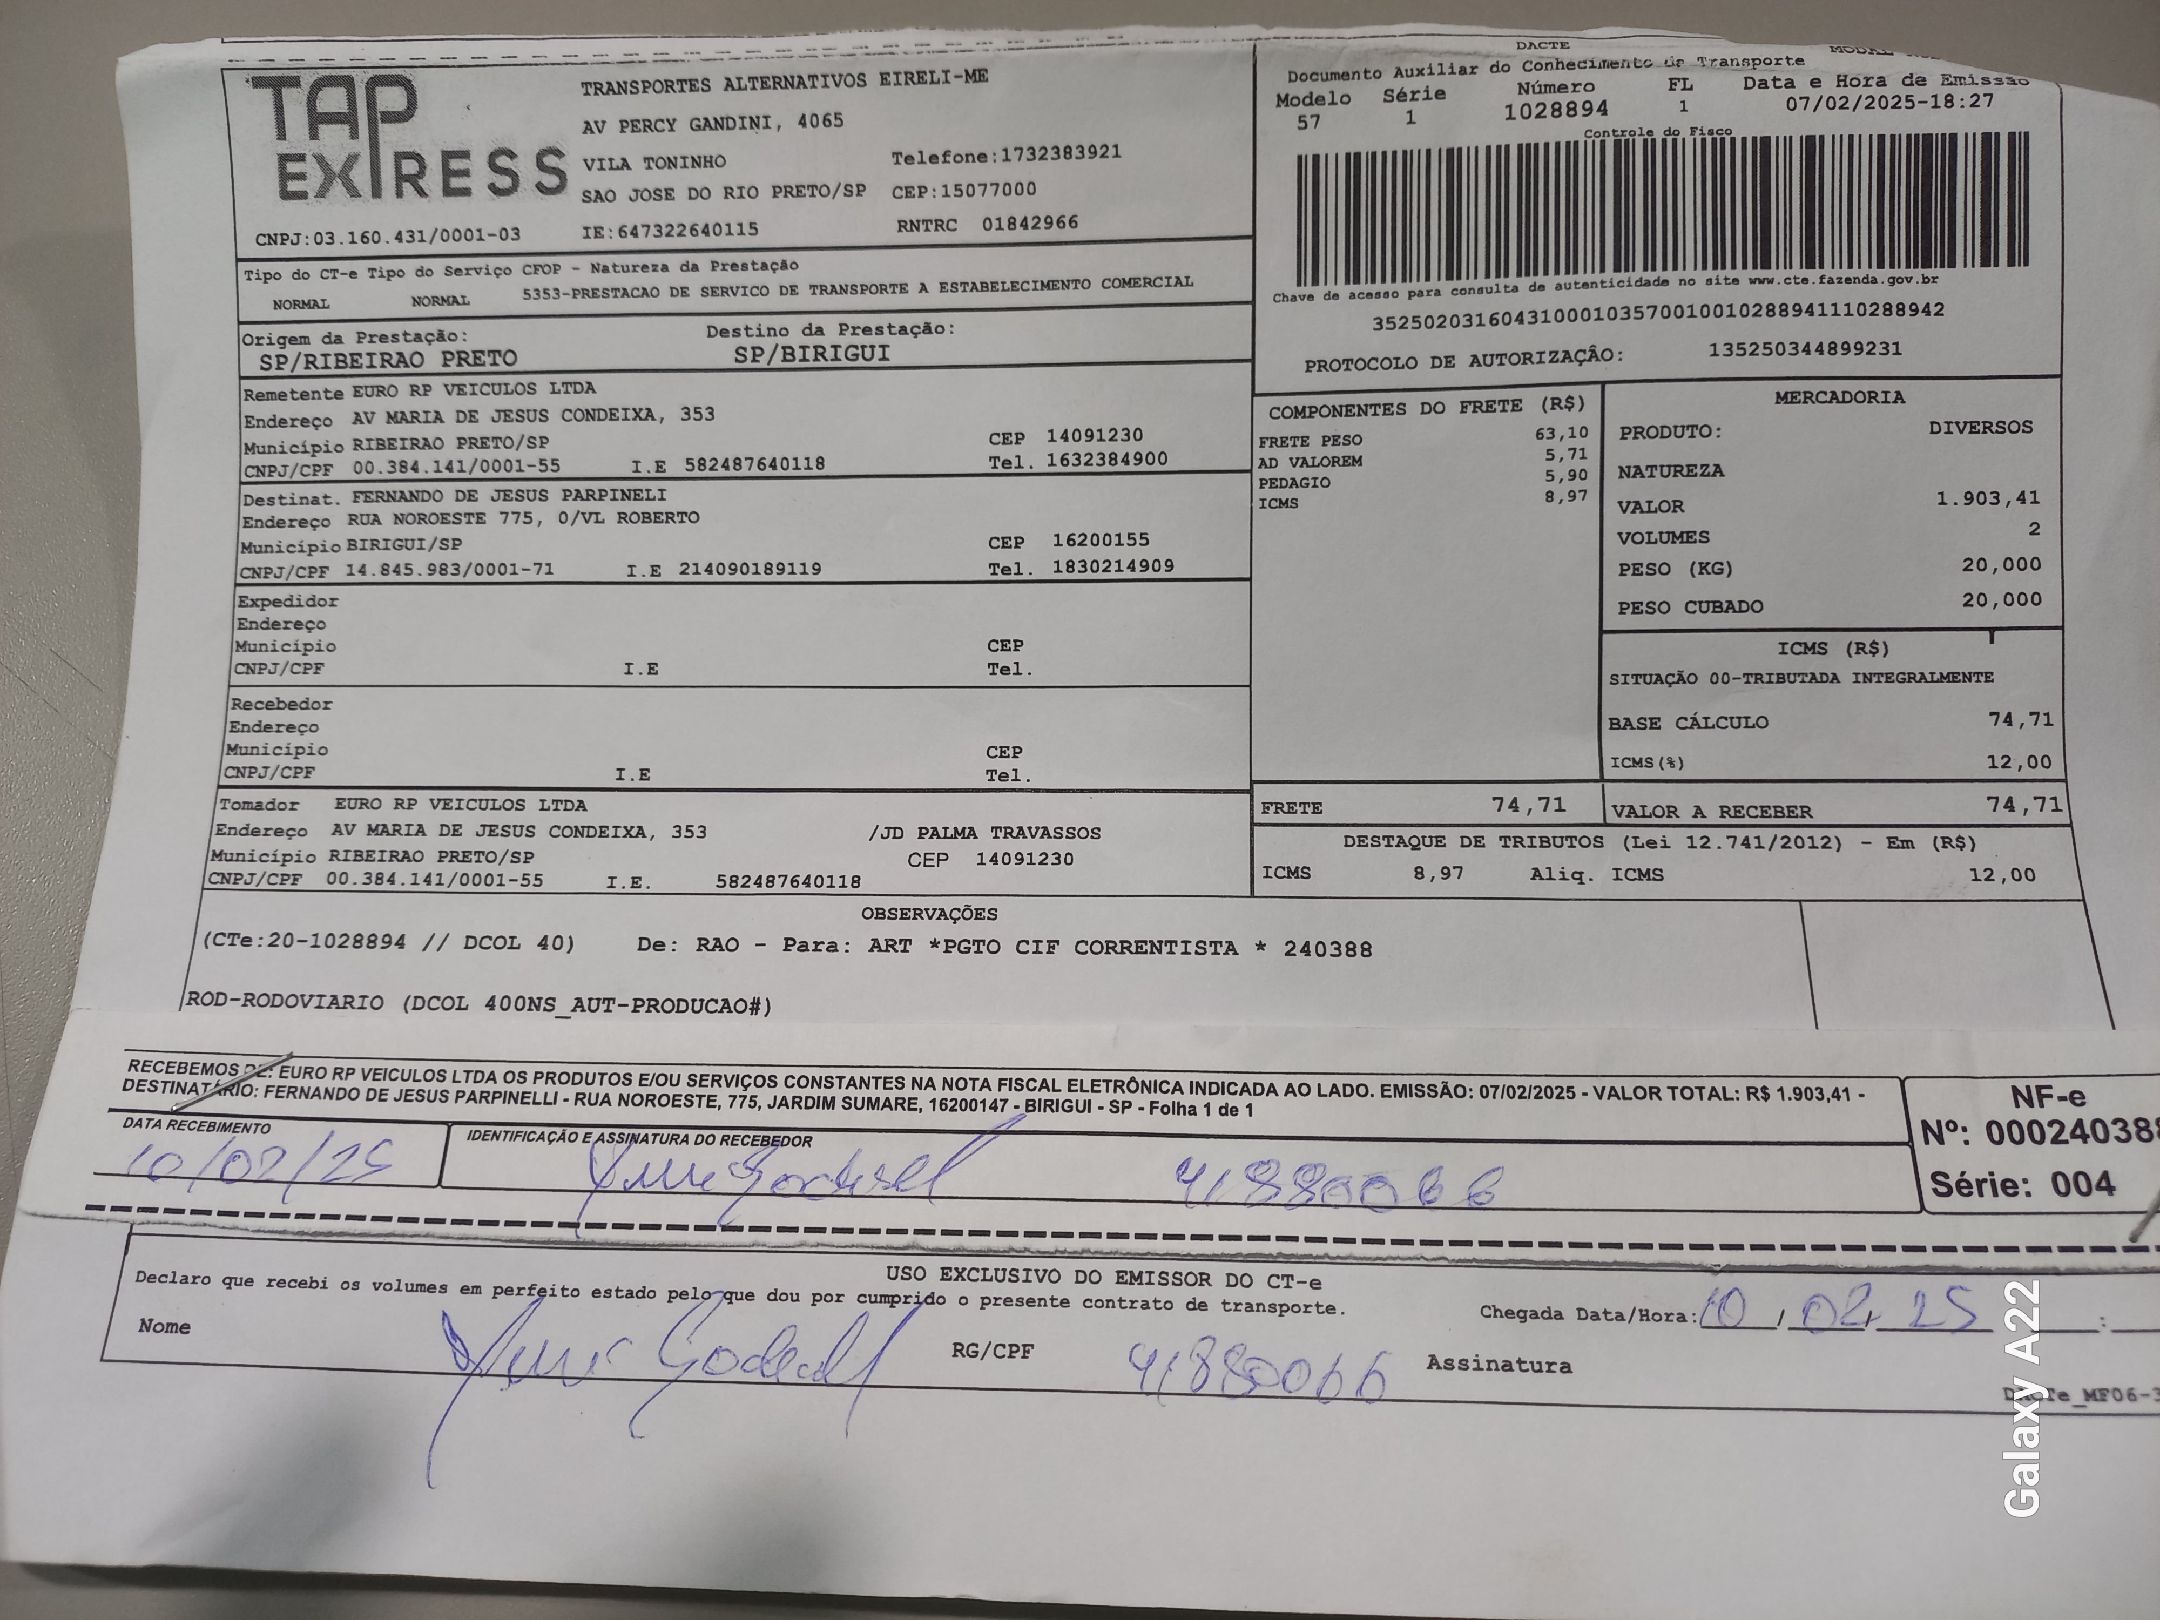 TAP
EXPRESS
TRANSPORTES ALTERNATIVOS EIRELI-ME
AV PERCY GANDINI, 4065
VILA TONINHO Telefone:1732383921
SAO JOSE DO RIO PRETO/SP CEP:15077000
CNPJ:03.160.431/0001-03 IE:647322640115 RNTRC 01842966
DACTE
Documento Auxiliar do Conhecimento de Transporte
Modelo Série Número FL Data e Hora de Emissão
57 1 1028894 1 07/02/2025-18:27
Controle do Fisco
Chave de acesso para consulta de autenticidade no site www.cte.fazenda.gov.br
35250203160431000103570010010288941110288942
PROTOCOLO DE AUTORIZAÇÂO: 135250344899231
Tipo do CT-e Tipo do Serviço CFOP - Natureza da Prestação
NORMAL NORMAL 5353-PRESTACAO DE SERVICO DE TRANSPORTE A ESTABELECIMENTO COMERCIAL
Origem da Prestação: Destino da Prestação:
SP/RIBEIRAO PRETO SP/BIRIGUI
Remetente EURO RP VEICULOS LTDA
Endereço AV MARIA DE JESUS CONDEIXA, 353
Município RIBEIRAO PRETO/SP CEP 14091230
CNPJ/CPF 00.384.141/0001-55 I.E 582487640118 Tel. 1632384900
Destinat. FERNANDO DE JESUS PARPINELI
Endereço RUA NOROESTE 775, 0/VL ROBERTO
Município BIRIGUI/SP CEP 16200155
CNPJ/CPF 14.845.983/0001-71 I.E 214090189119 Tel. 1830214909
Expedidor
Endereço
Município CEP
CNPJ/CPF I.E Tel.
Recebedor
Endereço
Município CEP
CNPJ/CPF I.E Tel.
Tomador EURO RP VEICULOS LTDA
Endereço AV MARIA DE JESUS CONDEIXA, 353 /JD PALMA TRAVASSOS
Município RIBEIRAO PRETO/SP CEP 14091230
CNPJ/CPF 00.384.141/0001-55 I.E. 582487640118
COMPONENTES DO FRETE (R$)
FRETE PESO 63,10
AD VALOREM 5,71
PEDAGIO 5,90
ICMS 8,97
MERCADORIA
PRODUTO: DIVERSOS
NATUREZA
VALOR 1.903,41
VOLUMES 2
PESO (KG) 20,000
PESO CUBADO 20,000
ICMS (R$)
SITUAÇÃO 00-TRIBUTADA INTEGRALMENTE
BASE CÁLCULO 74,71
ICMS(%) 12,00
FRETE 74,71 VALOR A RECEBER 74,71
DESTAQUE DE TRIBUTOS (Lei 12.741/2012) - Em (R$)
ICMS 8,97 Aliq. ICMS 12,00
OBSERVAÇÕES
(CTe:20-1028894 // DCOL 40) De: RAO - Para: ART *PGTO CIF CORRENTISTA * 240388
ROD-RODOVIARIO (DCOL 400NS_AUT-PRODUCAO#)
RECEBEMOS DE: EURO RP VEICULOS LTDA OS PRODUTOS E/OU SERVIÇOS CONSTANTES NA NOTA FISCAL ELETRÔNICA INDICADA AO LADO. EMISSÃO: 07/02/2025 - VALOR TOTAL: R$ 1.903,41 -
DESTINATÁRIO: FERNANDO DE JESUS PARPINELLI - RUA NOROESTE, 775, JARDIM SUMARE, 16200147 - BIRIGUI - SP - Folha 1 de 1
DATA RECEBIMENTO IDENTIFICAÇÃO E ASSINATURA DO RECEBEDOR
10/02/25 41880066
NF-e
Nº: 000240388
Série: 004
USO EXCLUSIVO DO EMISSOR DO CT-e
Declaro que recebi os volumes em perfeito estado pelo que dou por cumprido o presente contrato de transporte.
Chegada Data/Hora: 10 / 02 / 25 :
Nome RG/CPF 41880066 Assinatura
Galaxy A22